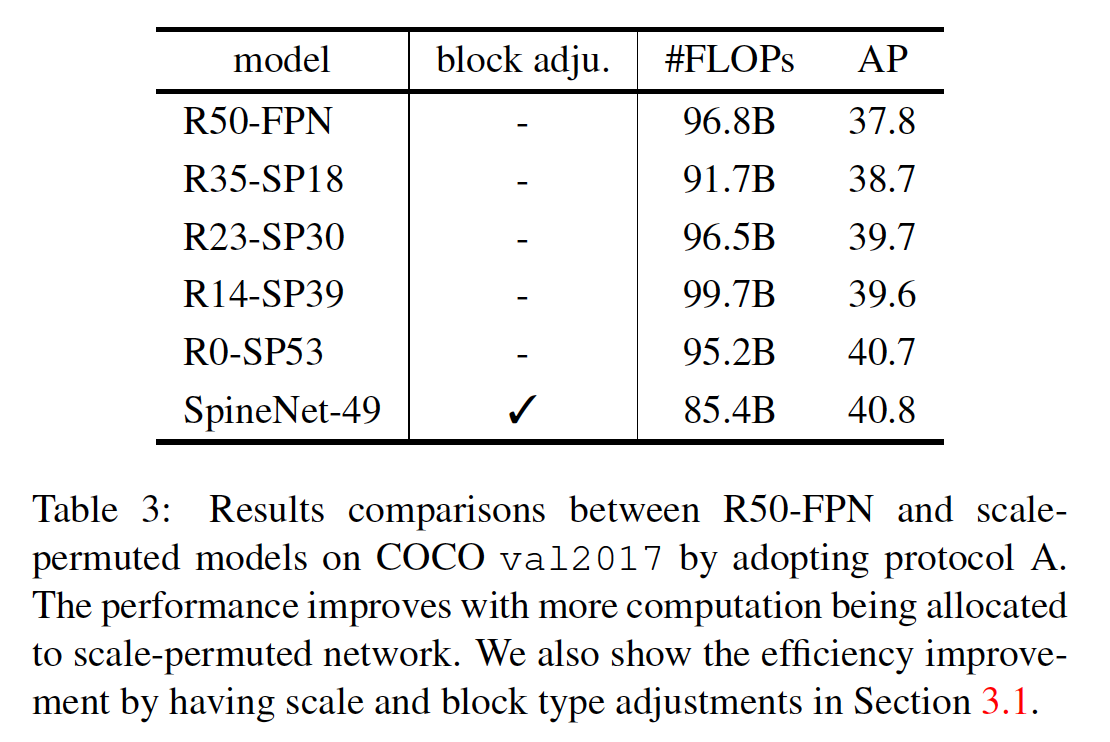 model block adju. #FLOPs AP
R50-FPN - 96.8B 37.8
R35-SP18 - 91.7B 38.7
R23-SP30 - 96.5B 39.7
R14-SP39 - 99.7B 39.6
R0-SP53 - 95.2B 40.7
SpineNet-49 ✓ 85.4B 40.8
Table 3: Results comparisons between R50-FPN and scale-
permuted models on COCO val2017 by adopting protocol A.
The performance improves with more computation being allocated
to scale-permuted network. We also show the efficiency improve-
ment by having scale and block type adjustments in Section 3.1.